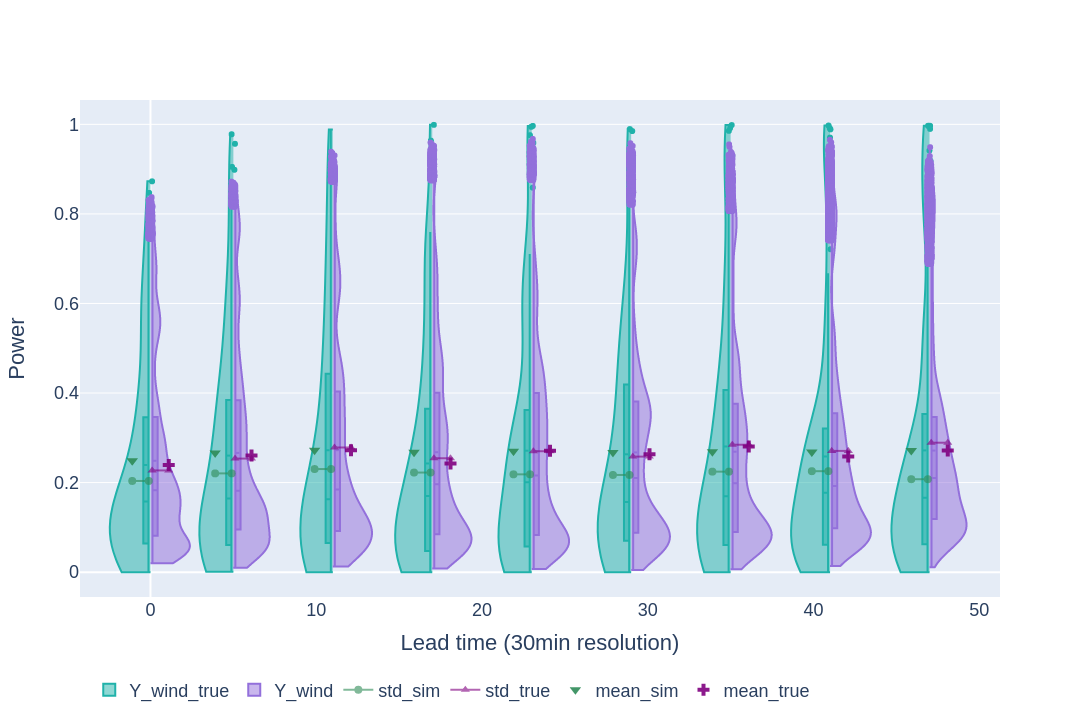 1
0.8
0.6
0.4
0.2
0
Power
0 10 20 30 40 50
Lead time (30min resolution)
Y_wind_true Y_wind std_sim std_true mean_sim mean_true